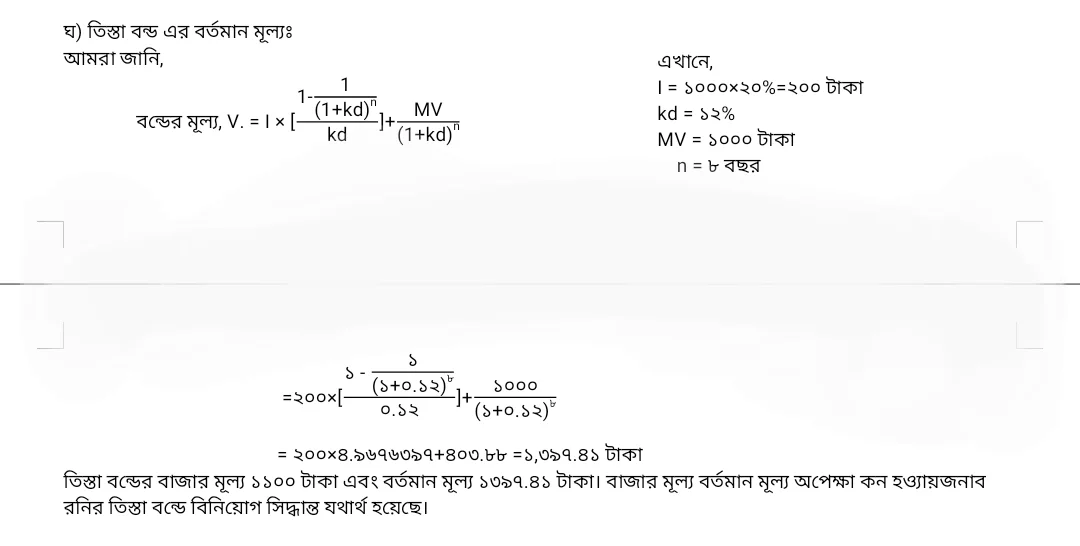 ঘ) তিস্তা বন্ড এর বর্তমান মূল্যঃ
আমরা জানি,
বন্ডের মূল্য, V. = I × [1-1/(1+kd)^n/kd]+MV/(1+kd)^n
এখানে,
I = ১০০০×২০%=২০০ টাকা
kd = ১২%
MV = ১০০০ টাকা
n = ৮ বছর
=২০০×[১ - ১/(১+০.১২)^৮/০.১২]+১০০০/(১+০.১২)^৮
= ২০০×৪.৯৬৭৬৩৯৭+৪০৩.৮৮ =১,৩৯৭.৪১ টাকা
তিস্তা বন্ডের বাজার মূল্য ১১০০ টাকা এবং বর্তমান মূল্য ১৩৯৭.৪১ টাকা। বাজার মূল্য বর্তমান মূল্য অপেক্ষা কন হওয়ায়জনাব
রনির তিস্তা বন্ডে বিনিয়োগ সিদ্ধান্ত যথার্থ হয়েছে।